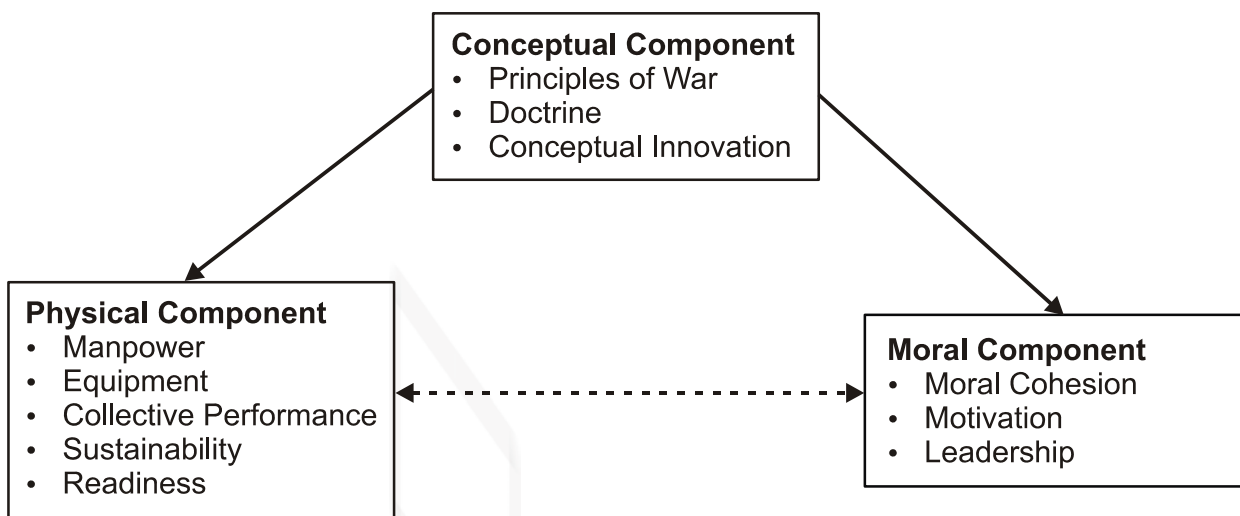 Conceptual Component
• Principles of War
• Doctrine
• Conceptual Innovation
Physical Component
• Manpower
• Equipment
• Collective Performance
• Sustainability
• Readiness
Moral Component
• Moral Cohesion
• Motivation
• Leadership